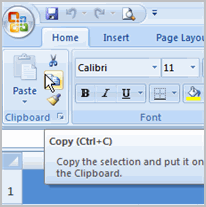 Home Insert Page Layou
Calibri 11
Paste
B I U
Clipboard Font
Copy (Ctrl+C)
Copy the selection and put it on
the Clipboard.
1